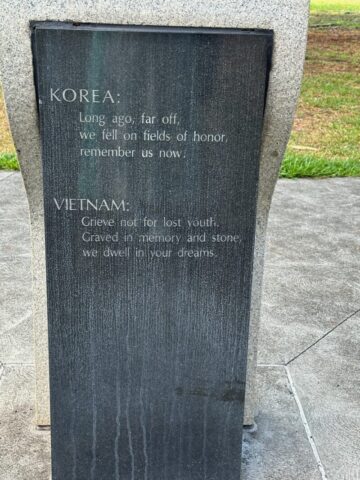 KOREA:
Long ago, far off,
we fell on fields of honor,
remember us now.
VIETNAM:
Grieve not for lost youth.
Graved in memory and stone,
we dwell in your dreams.